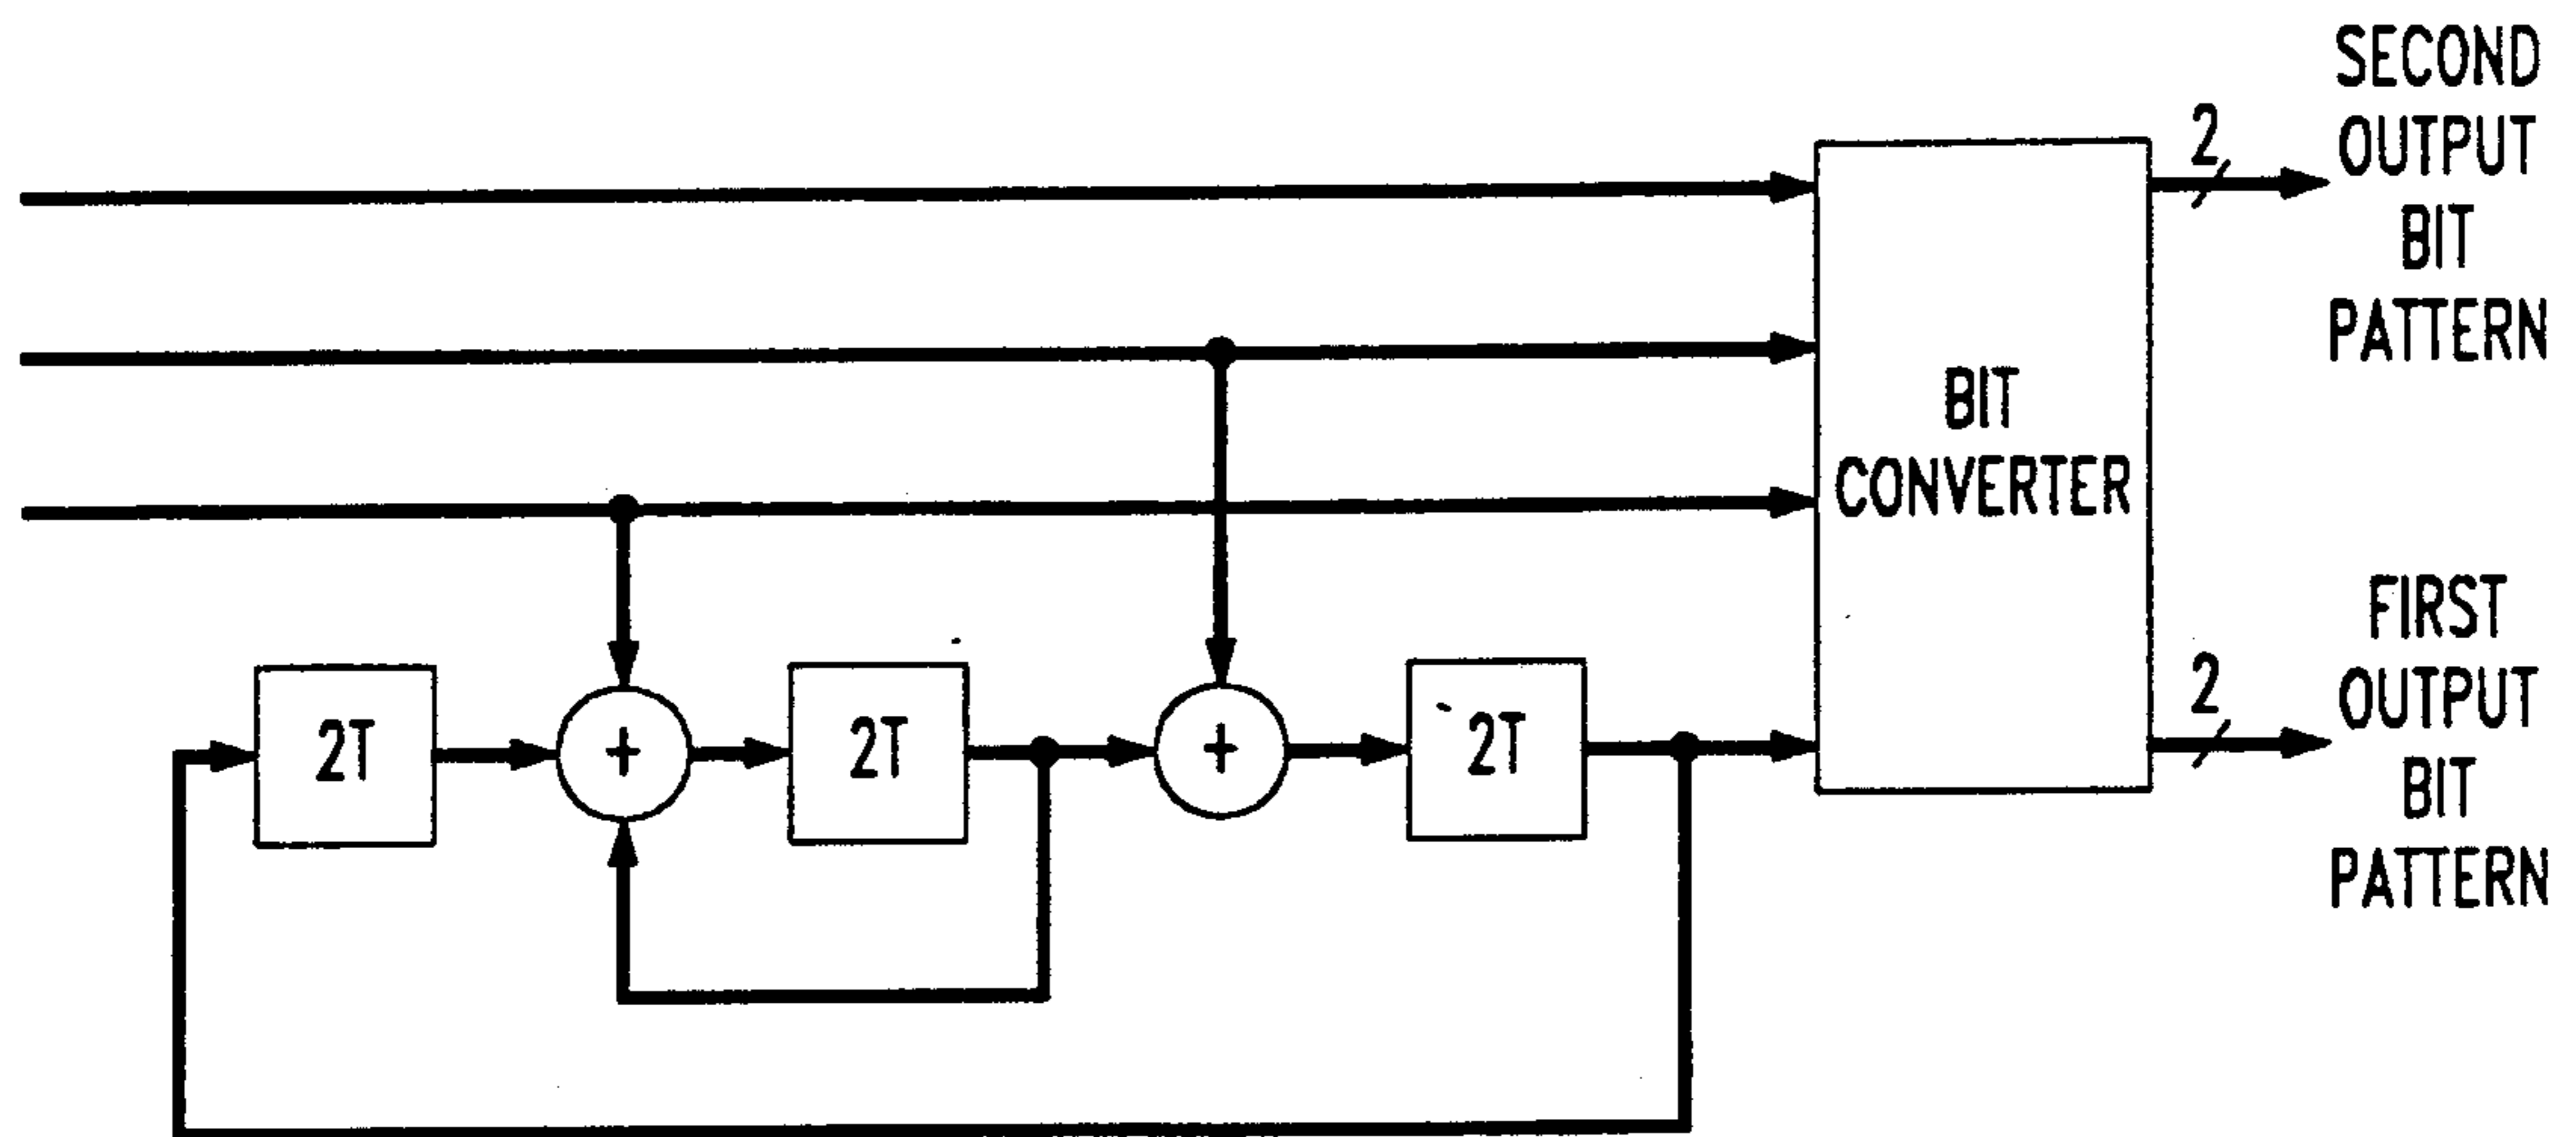 SECOND
OUTPUT
BIT
PATTERN
2
BIT
CONVERTER
FIRST
OUTPUT
BIT
PATTERN
2
2T
+
2T
+
2T